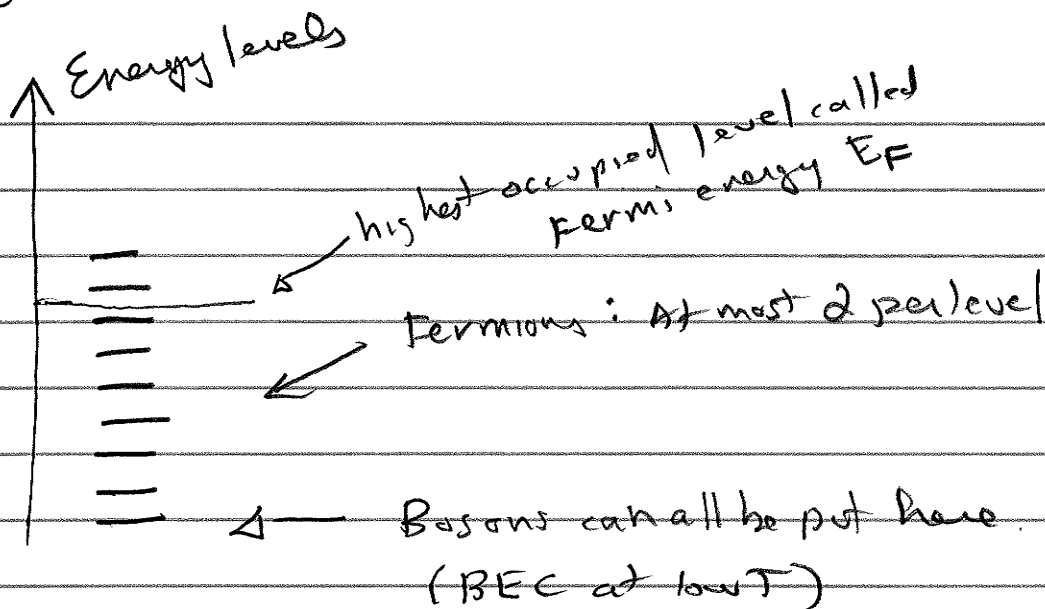 Energy levels
highest occupied level called
Fermi energy EF
Fermions: At most 2 per level
Bosons can all be put here.
(BEC at low T)